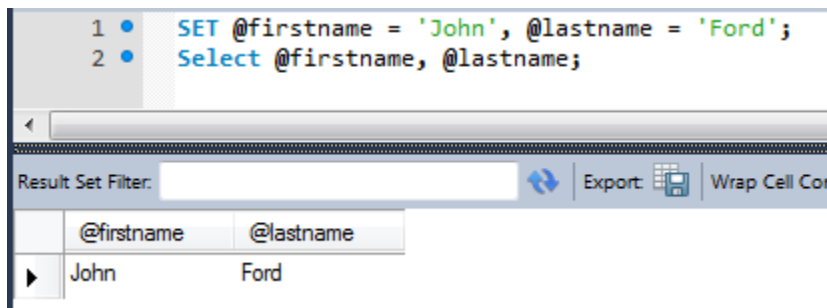 1 SET @firstname = 'John', @lastname = 'Ford';
2 Select @firstname, @lastname;
Result Set Filter: Export: Wrap Cell Con
@firstname @lastname
John Ford